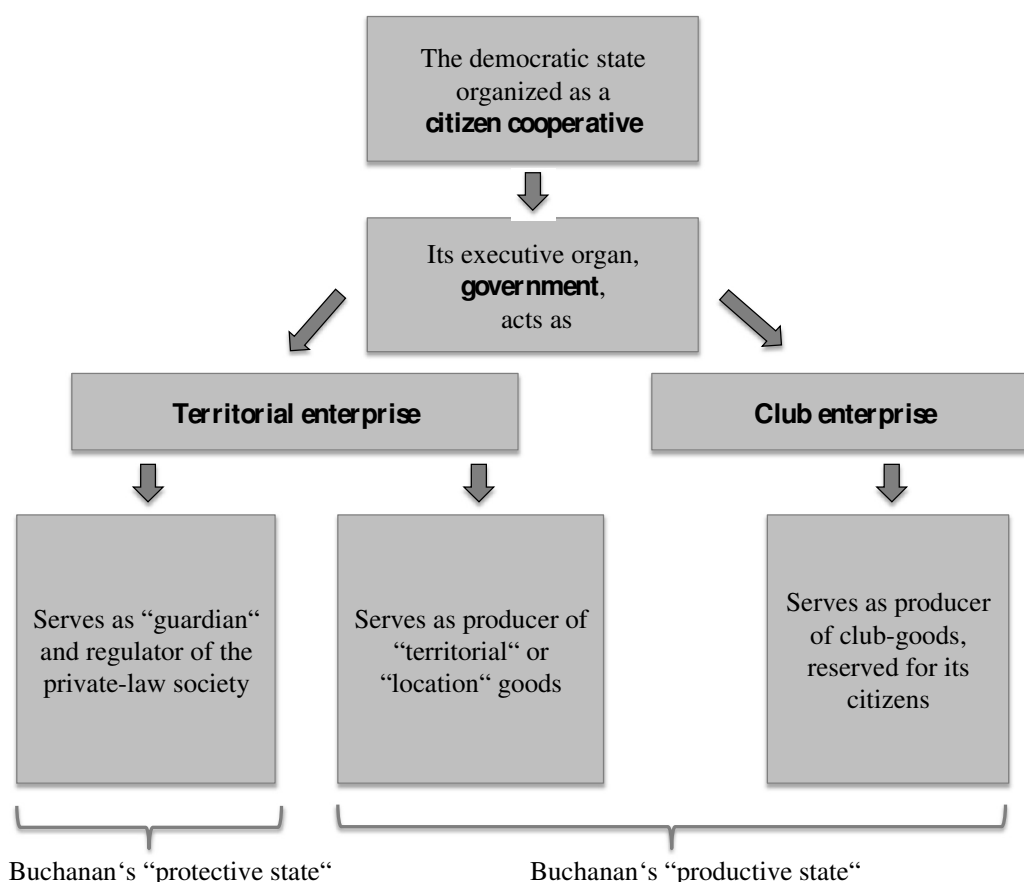 The democratic state
organized as a
citizen cooperative
Its executive organ,
government,
acts as
Territorial enterprise
Club enterprise
Serves as “guardian“
and regulator of the
private-law society
Serves as producer of
“territorial“ or
“location“ goods
Serves as producer
of club-goods,
reserved for its
citizens
Buchanan‘s “protective state“
Buchanan‘s “productive state“